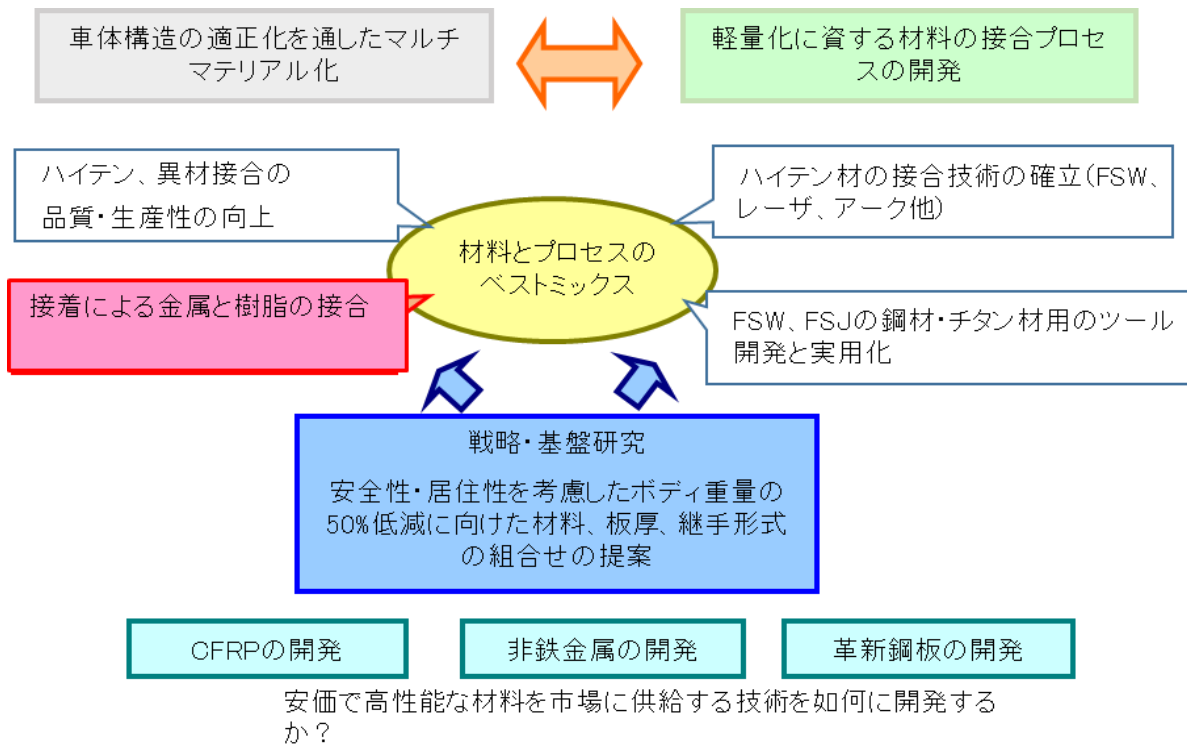 車体構造の適正化を通したマルチ
マテリアル化
軽量化に資する材料の接合プロセ
スの開発
ハイテン、異材接合の
品質・生産性の向上
ハイテン材の接合技術の確立(FSW、
レーザ、アーク他)
材料とプロセスの
ベストミックス
接着による金属と樹脂の接合
FSW、FSJの鋼材・チタン材用のツール
開発と実用化
戦略・基盤研究
安全性・居住性を考慮したボディ重量の
50%低減に向けた材料、板厚、継手形式
の組合せの提案
CFRPの開発
非鉄金属の開発
革新鋼板の開発
安価で高性能な材料を市場に供給する技術を如何に開発する
か？